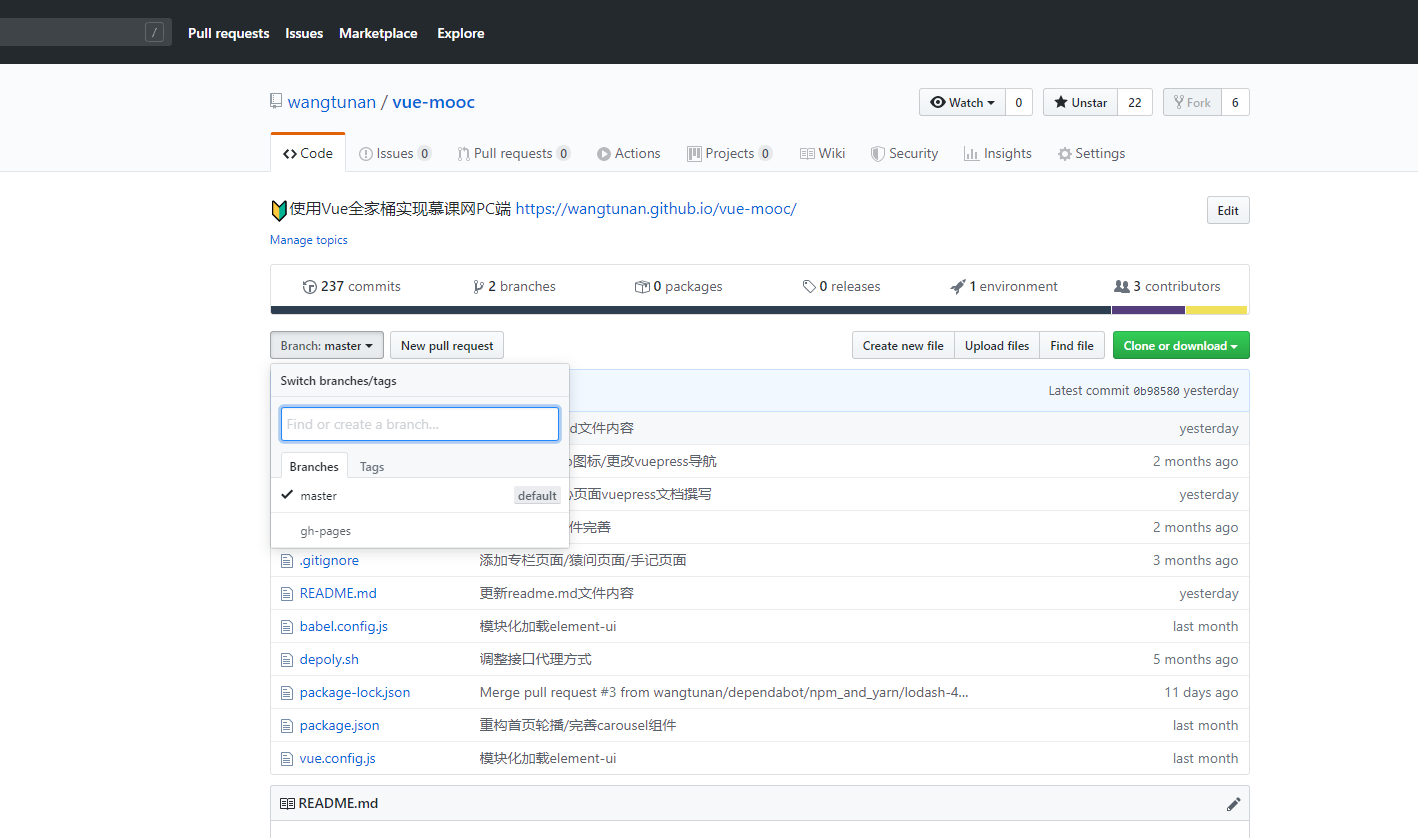 / Pull requests Issues Marketplace Explore
wangtunan / vue-mooc Watch 0 Unstar 22 Fork 6
Code Issues 0 Pull requests 0 Actions Projects 0 Wiki Security Insights Settings
使用Vue全家桶实现慕课网PC端 https://wangtunan.github.io/vue-mooc/ Edit
Manage topics
237 commits 2 branches 0 packages 0 releases 1 environment 3 contributors
Branch: master New pull request Create new file Upload files Find file Clone or download
Switch branches/tags
Latest commit 0b98580 yesterday
Find or create a branch...
d文件内容 yesterday
图标/更改vuepress导航 2 months ago
Branches Tags
master default
页面vuepress文档撰写 yesterday
件完善 2 months ago
gh-pages
.gitignore 添加专栏页面/猿问页面/手记页面 3 months ago
README.md 更新readme.md文件内容 yesterday
babel.config.js 模块化加载element-ui last month
depoly.sh 调整接口代理方式 5 months ago
package-lock.json Merge pull request #3 from wangtunan/dependabot/npm_and_yarn/lodash-4... 11 days ago
package.json 重构首页轮播/完善carousel组件 last month
vue.config.js 模块化加载element-ui last month
README.md